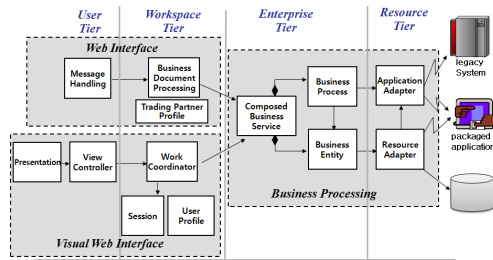 User
Tier
Workspace
Tier
Enterprise
Tier
Resource
Tier
Web Interface
Message
Handling
Business
Document
Processing
Trading Partner
Profile
Composed
Business
Service
Business
Process
Application
Adapter
legacy
System
packaged
application
Presentation
View
Controller
Work
Coordinator
Business
Entity
Resource
Adapter
Session
User
Profile
Business Processing
Visual Web Interface